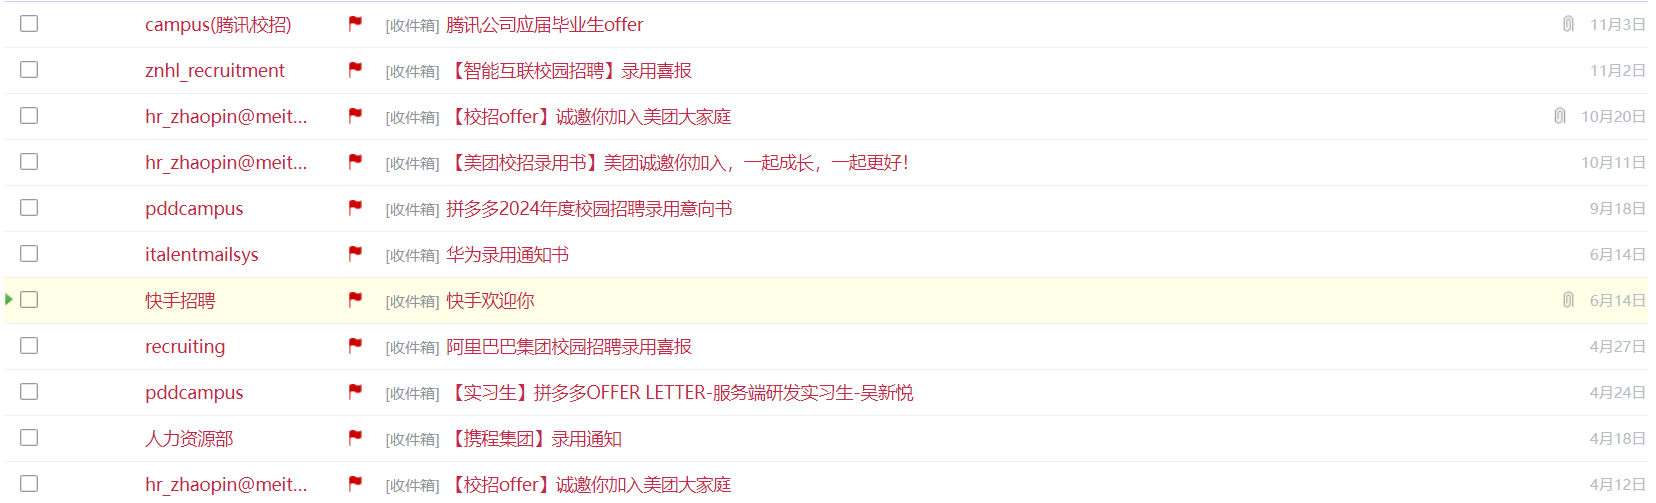 campus(腾讯校招) [收件箱] 腾讯公司应届毕业生offer 11月3日
znhl_recruitment [收件箱] 【智能互联校园招聘】录用喜报 11月2日
hr_zhaopin@meit... [收件箱] 【校招offer】诚邀你加入美团大家庭 10月20日
hr_zhaopin@meit... [收件箱] 【美团校招录用书】美团诚邀你加入，一起成长，一起更好！ 10月11日
pddcampus [收件箱] 拼多多2024年度校园招聘录用意向书 9月18日
italentmailsys [收件箱] 华为录用通知书 6月14日
快手招聘 [收件箱] 快手欢迎你 6月14日
recruiting [收件箱] 阿里巴巴集团校园招聘录用喜报 4月27日
pddcampus [收件箱] 【实习生】拼多多OFFER LETTER-服务端研发实习生-吴新悦 4月24日
人力资源部 [收件箱] 【携程集团】录用通知 4月18日
hr_zhaopin@meit... [收件箱] 【校招offer】诚邀你加入美团大家庭 4月12日